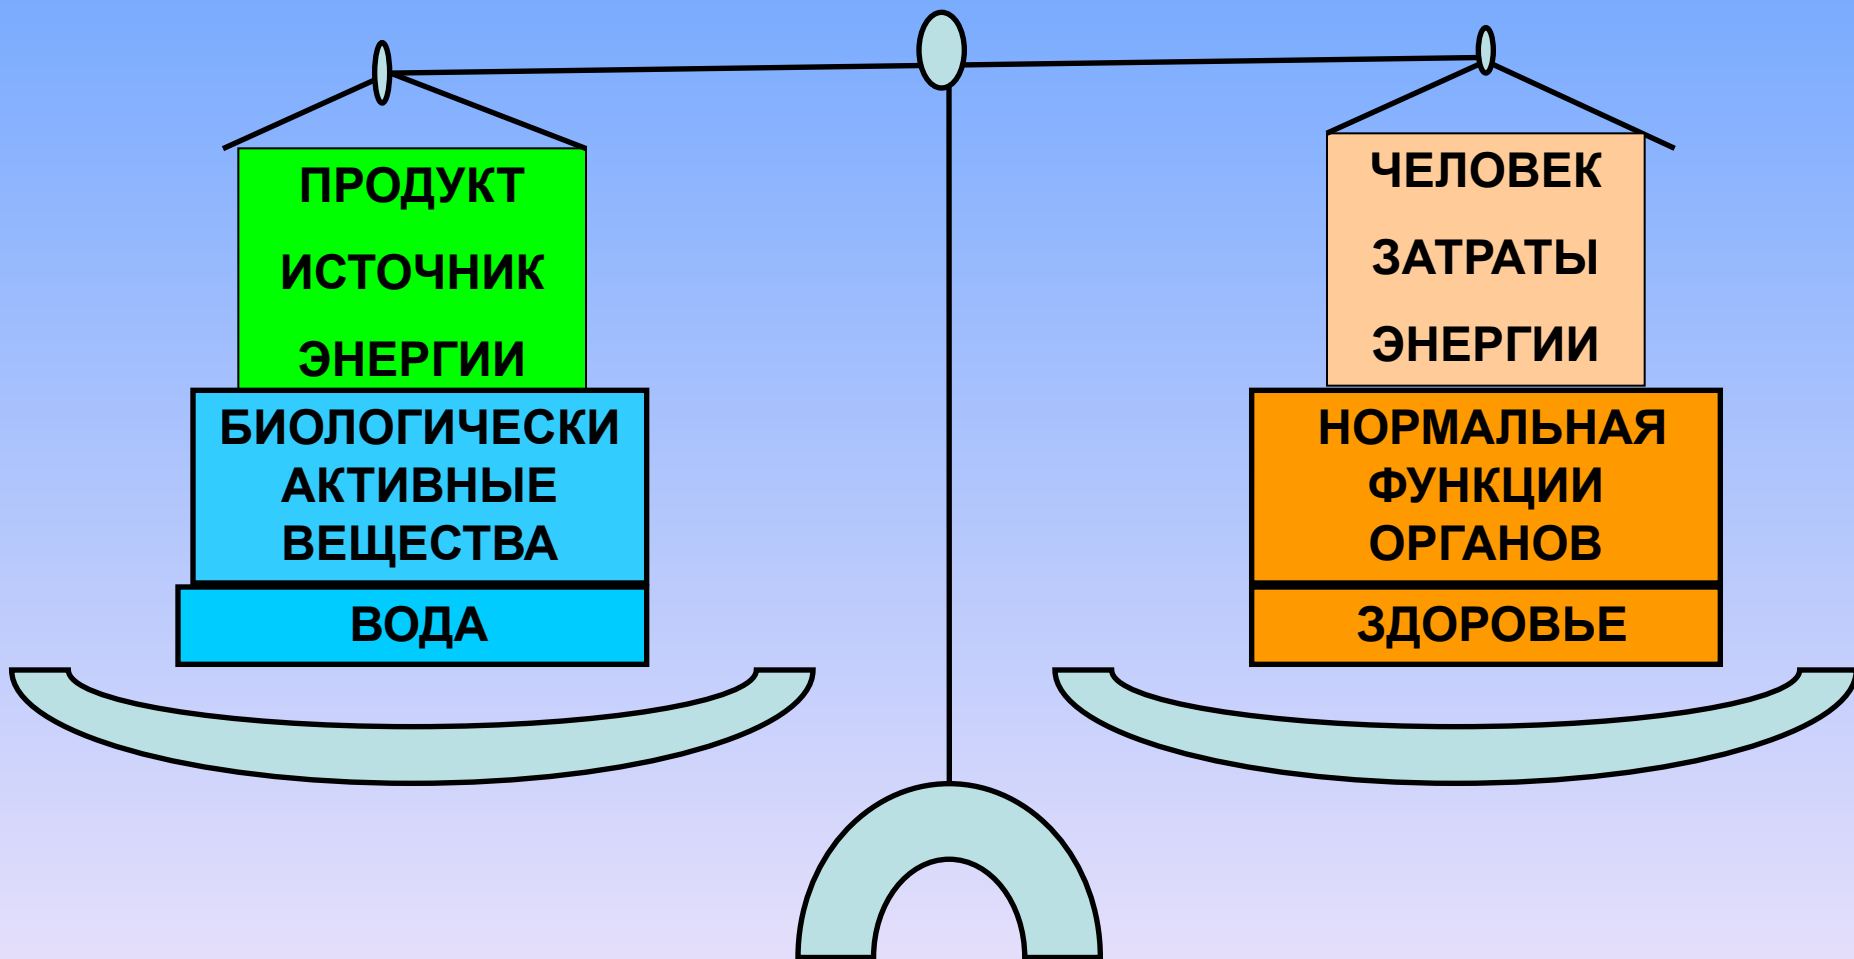 ПРОДУКТ
ИСТОЧНИК
ЭНЕРГИИ
БИОЛОГИЧЕСКИ
АКТИВНЫЕ
ВЕЩЕСТВА
ВОДА
ЧЕЛОВЕК
ЗАТРАТЫ
ЭНЕРГИИ
НОРМАЛЬНАЯ
ФУНКЦИИ
ОРГАНОВ
ЗДОРОВЬЕ